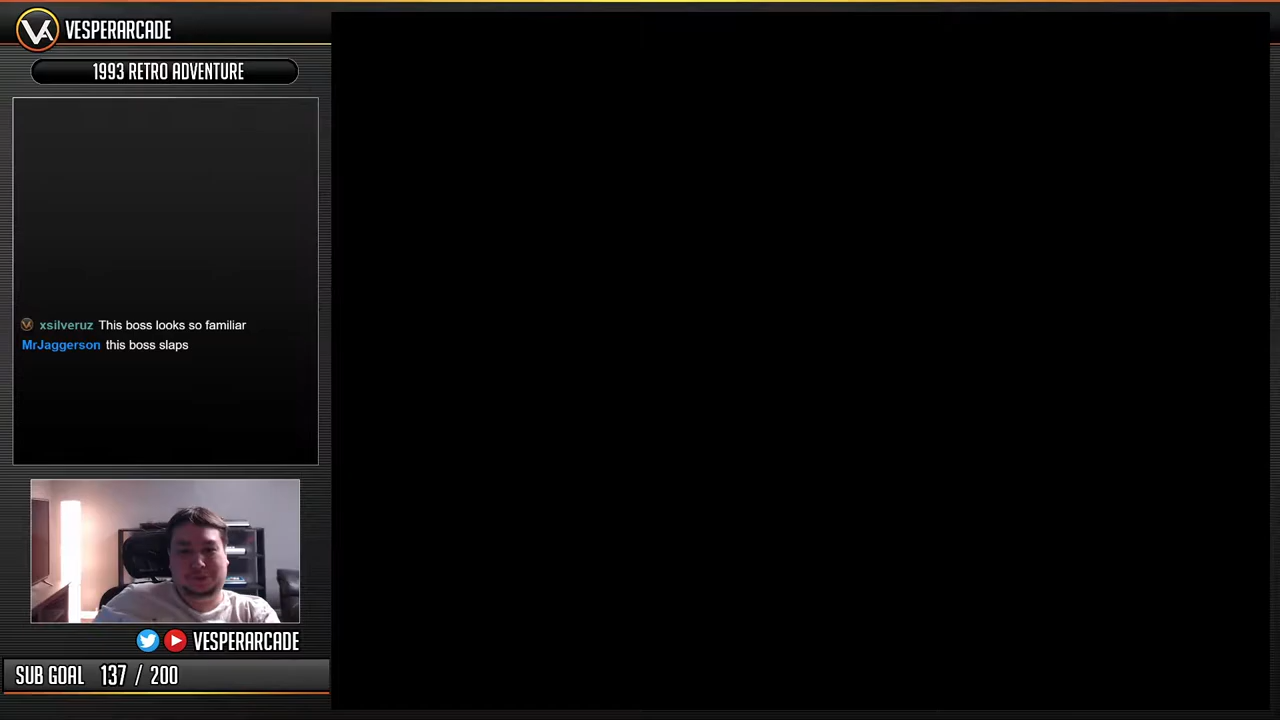 VA VESPERARCADE
1993 RETRO ADVENTURE
xsilveruz This boss looks so familiar
MrJaggerson this boss slaps
VESPERARCADE
SUB GOAL 137 / 200